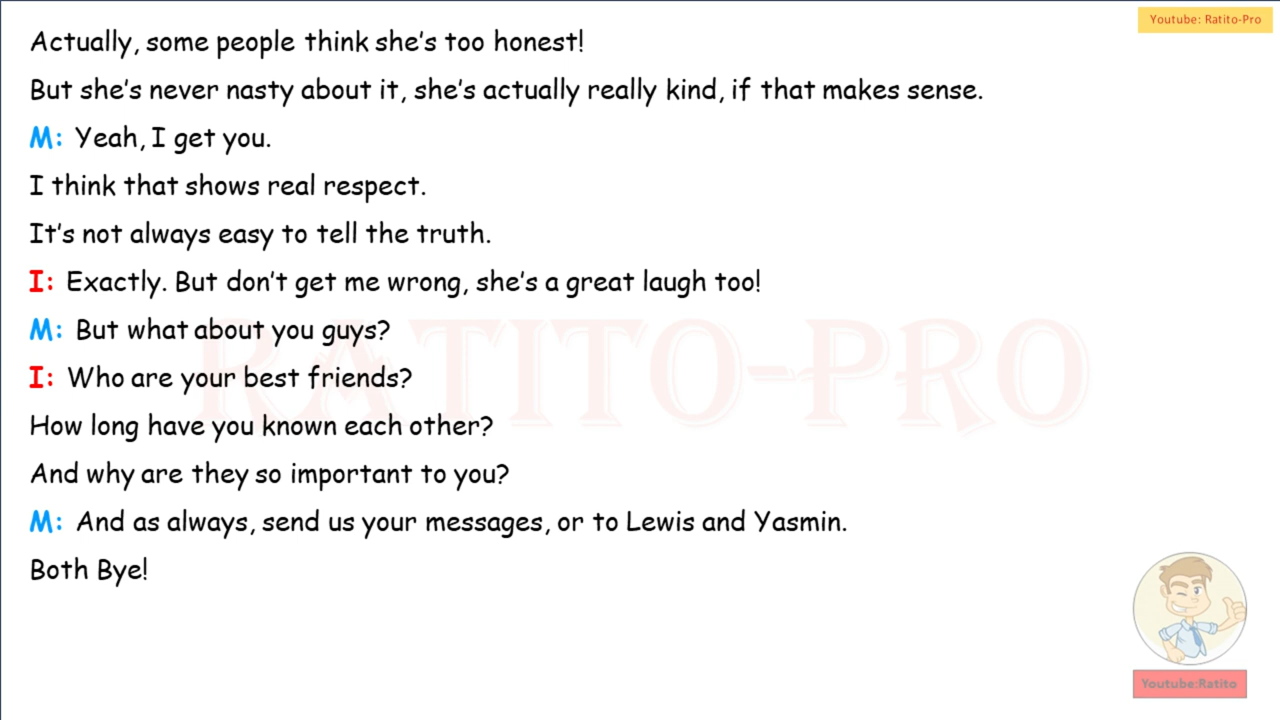 Youtube: Ratito-Pro
Actually, some people think she's too honest!
But she's never nasty about it, she's actually really kind, if that makes sense.
M: Yeah, I get you.
I think that shows real respect.
It's not always easy to tell the truth.
I: Exactly. But don't get me wrong, she's a great laugh too!
M: But what about you guys?
I: Who are your best friends?
How long have you known each other?
And why are they so important to you?
M: And as always, send us your messages, or to Lewis and Yasmin.
Both Bye!
RATITO-PRO
Youtube:Ratito